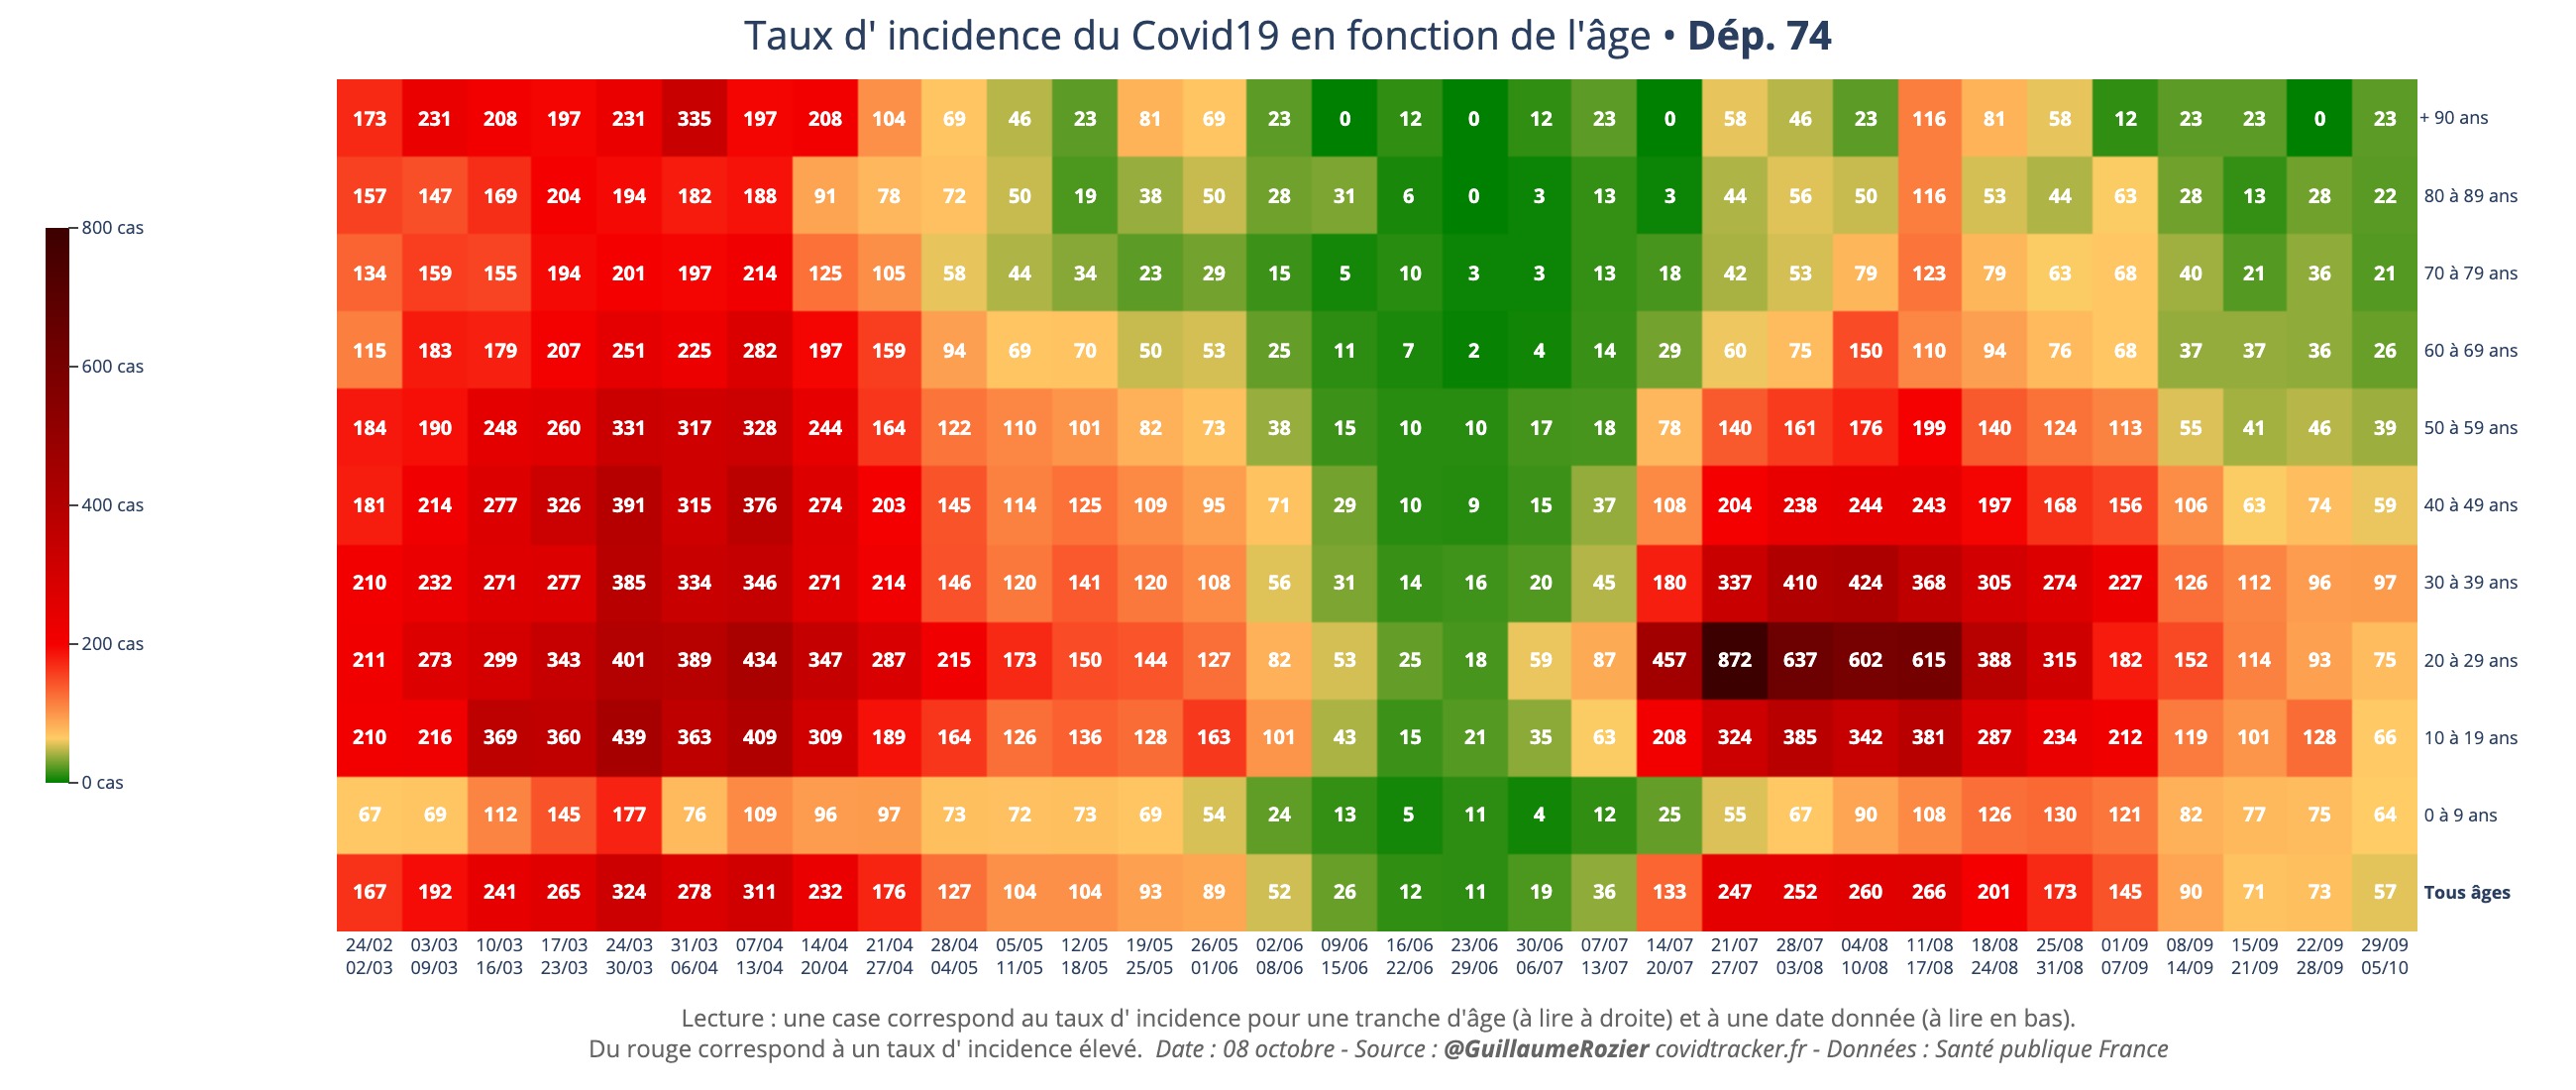 Taux d' incidence du Covid19 en fonction de l'âge • Dép. 74
173 231 208 197 231 335 197 208 104 69 46 23 81 69 23 0 12 0 12 23 0 58 46 23 116 81 58 12 23 23 0 23 + 90 ans
157 147 169 204 194 182 188 91 78 72 50 19 38 50 28 31 6 0 3 13 3 44 56 50 116 53 44 63 28 13 28 22 80 à 89 ans
800 cas
134 159 155 194 201 197 214 125 105 58 44 34 23 29 15 5 10 3 3 13 18 42 53 79 123 79 63 68 40 21 36 21 70 à 79 ans
115 183 179 207 251 225 282 197 159 94 69 70 50 53 25 11 7 2 4 14 29 60 75 150 110 94 76 68 37 37 36 26 60 à 69 ans
600 cas
184 190 248 260 331 317 328 244 164 122 110 101 82 73 38 15 10 10 17 18 78 140 161 176 199 140 124 113 55 41 46 39 50 à 59 ans
400 cas
181 214 277 326 391 315 376 274 203 145 114 125 109 95 71 29 10 9 15 37 108 204 238 244 243 197 168 156 106 63 74 59 40 à 49 ans
210 232 271 277 385 334 346 271 214 146 120 141 120 108 56 31 14 16 20 45 180 337 410 424 368 305 274 227 126 112 96 97 30 à 39 ans
200 cas
211 273 299 343 401 389 434 347 287 215 173 150 144 127 82 53 25 18 59 87 457 872 637 602 615 388 315 182 152 114 93 75 20 à 29 ans
210 216 369 360 439 363 409 309 189 164 126 136 128 163 101 43 15 21 35 63 208 324 385 342 381 287 234 212 119 101 128 66 10 à 19 ans
0 cas
67 69 112 145 177 76 109 96 97 73 72 73 69 54 24 13 5 11 4 12 25 55 67 90 108 126 130 121 82 77 75 64 0 à 9 ans
167 192 241 265 324 278 311 232 176 127 104 104 93 89 52 26 12 11 19 36 133 247 252 260 266 201 173 145 90 71 73 57 Tous âges
24/02 03/03 10/03 17/03 24/03 31/03 07/04 14/04 21/04 28/04 05/05 12/05 19/05 26/05 02/06 09/06 16/06 23/06 30/06 07/07 14/07 21/07 28/07 04/08 11/08 18/08 25/08 01/09 08/09 15/09 22/09 29/09
02/03 09/03 16/03 23/03 30/03 06/04 13/04 20/04 27/04 04/05 11/05 18/05 25/05 01/06 08/06 15/06 22/06 29/06 06/07 13/07 20/07 27/07 03/08 10/08 17/08 24/08 31/08 07/09 14/09 21/09 28/09 05/10
Lecture : une case correspond au taux d' incidence pour une tranche d'âge (à lire à droite) et à une date donnée (à lire en bas).
Du rouge correspond à un taux d' incidence élevé. Date : 08 octobre - Source : @GuillaumeRozier covidtracker.fr - Données : Santé publique France